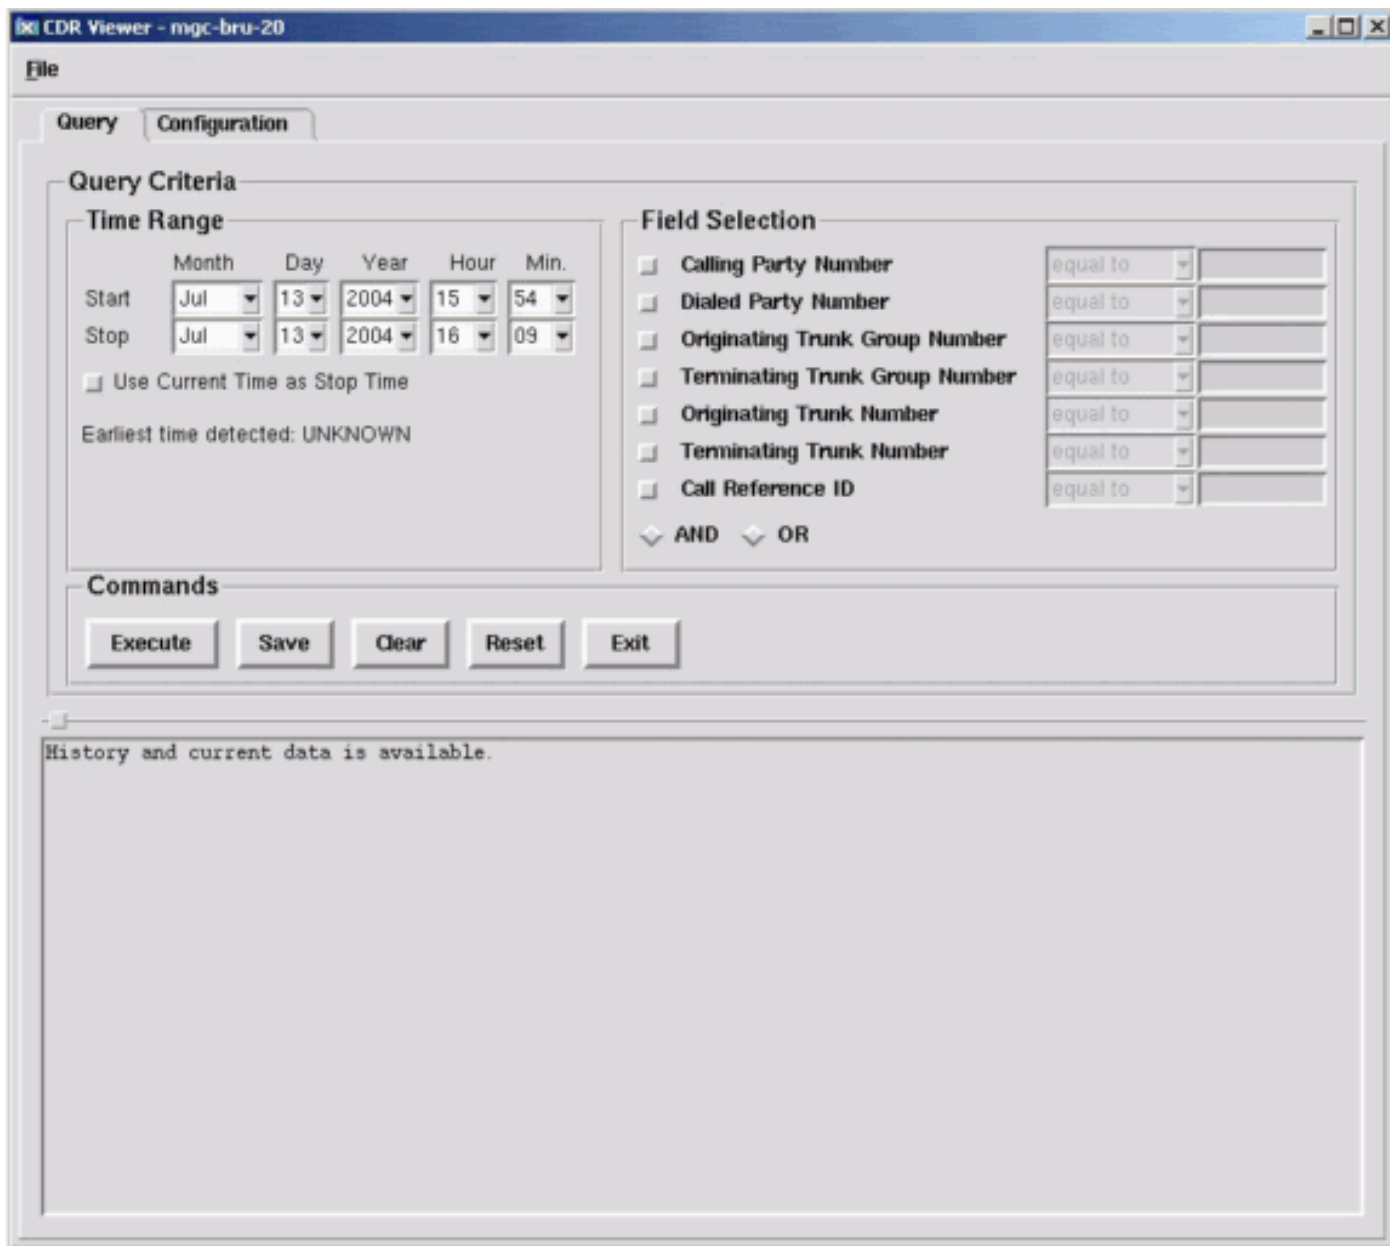 CDR Viewer - mgc-bru-20
File
Query Configuration
Query Criteria
Time Range
Month Day Year Hour Min.
Start Jul 13 2004 15 54
Stop Jul 13 2004 16 09
Use Current Time as Stop Time
Earliest time detected: UNKNOWN
Field Selection
Calling Party Number equal to
Dialed Party Number equal to
Originating Trunk Group Number equal to
Terminating Trunk Group Number equal to
Originating Trunk Number equal to
Terminating Trunk Number equal to
Call Reference ID equal to
AND OR
Commands
Execute Save Clear Reset Exit
History and current data is available.